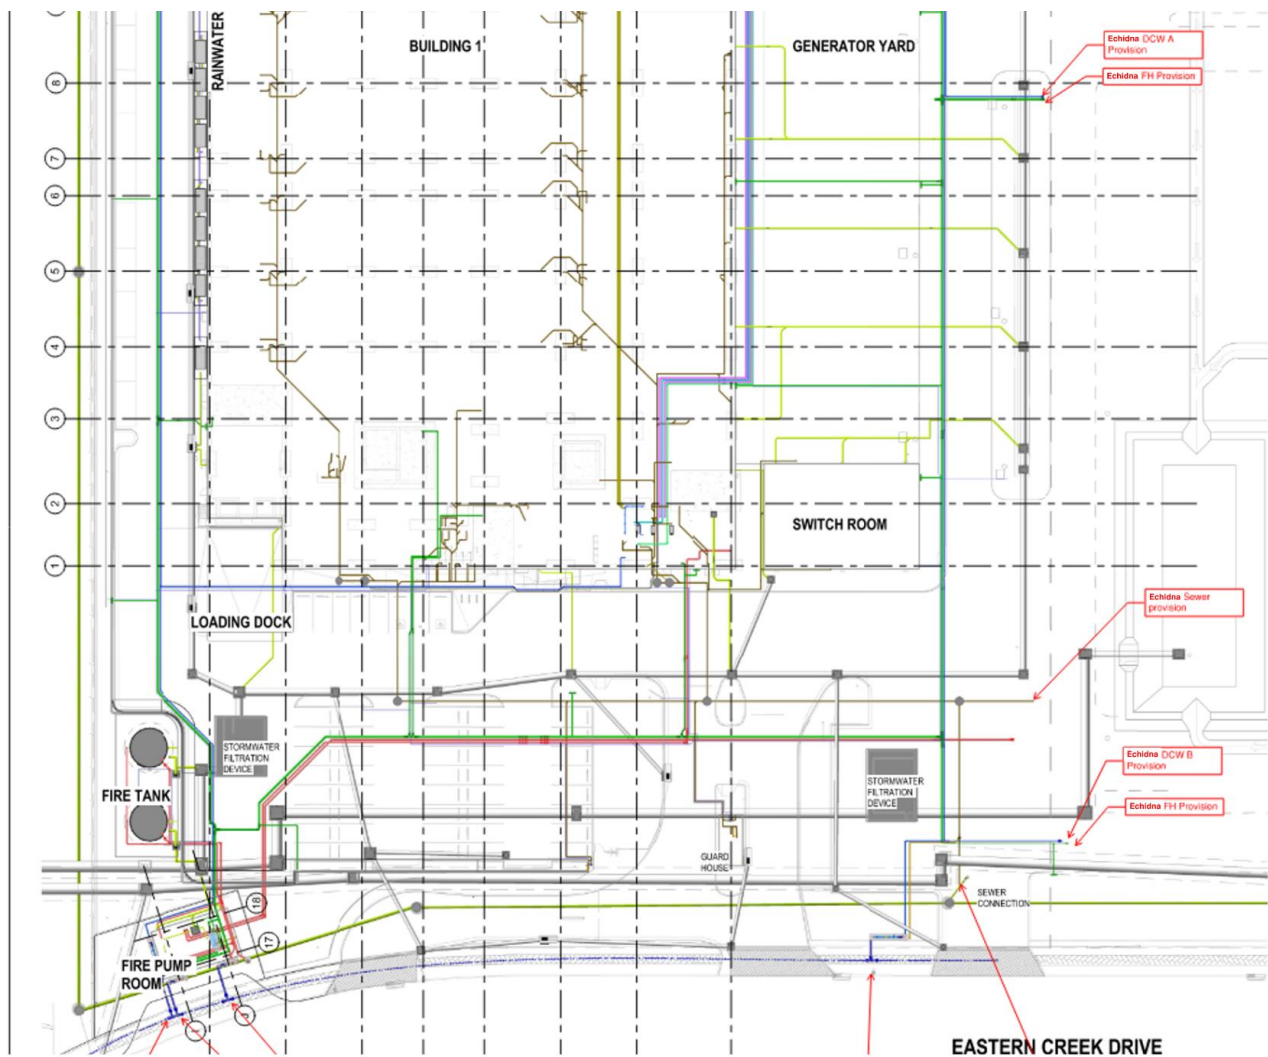 BUILDING 1
GENERATOR YARD
RAINWATER
Echidna DCW A
Provision
Echidna FH Provision
8
7
6
5
4
3
2
1
SWITCH ROOM
Echidna Sewer
provision
LOADING DOCK
STORMWATER
FILTRATION
DEVICE
Echidna DCW B
Provision
STORMWATER
FILTRATION
DEVICE
FIRE TANK
Echidna FH Provision
GUARD
HOUSE
SEWER
CONNECTION
18
17
FIRE PUMP
ROOM
EASTERN CREEK DRIVE